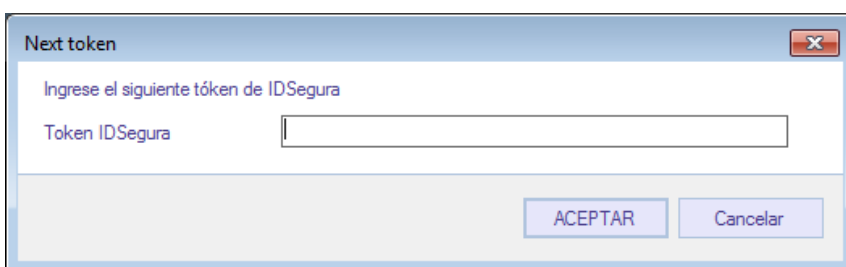 Next token
Ingrese el siguiente tóken de IDSegura
Token IDSegura
ACEPTAR Cancelar